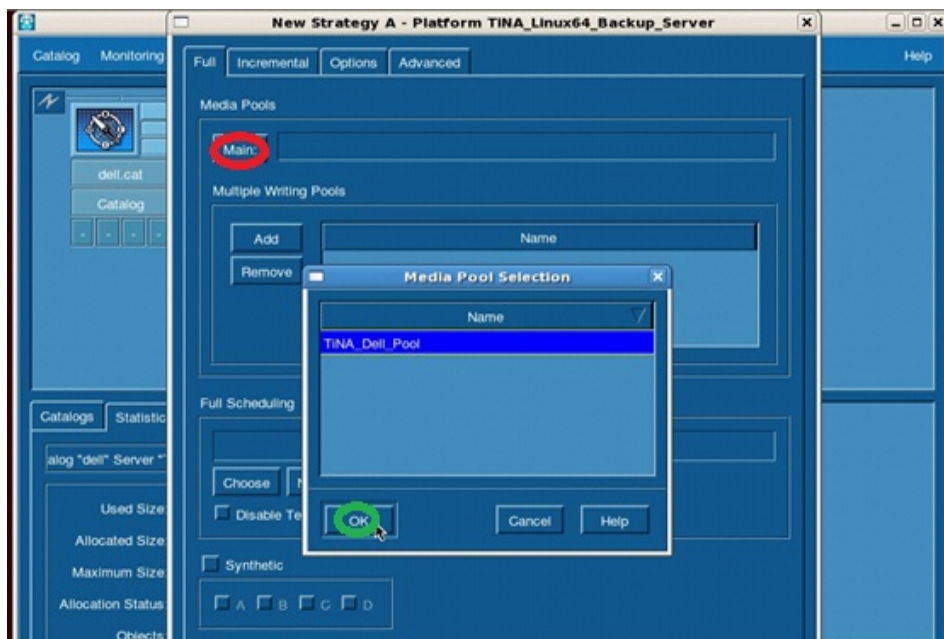 New Strategy A - Platform TiNA_Linux64_Backup_Server
Catalog Monitoring
Help
Full Incremental Options Advanced
Media Pools
Main:
dell.cat
Catalog
- - - -
Multiple Writing Pools
Add
Name
Remove
Media Pool Selection
Name
TiNA_Dell_Pool
Full Scheduling
Catalogs Statistic
alog "dell" Server "
Choose
Disable Te
OK
Cancel
Help
Used Size:
Allocated Size:
Maximum Size:
Allocation Status:
Objects:
Synthetic
A B C D